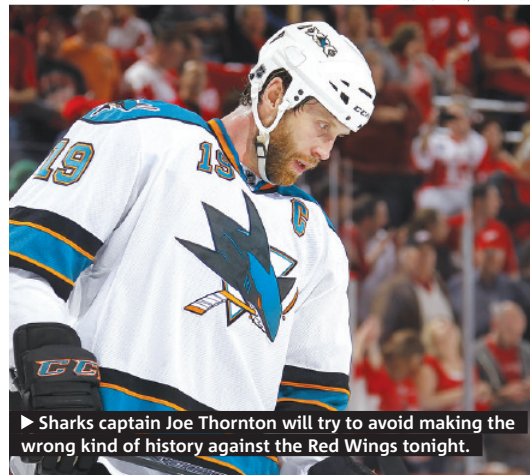 19
19
C
CCM
CC
▶ Sharks captain Joe Thornton will try to avoid making the
wrong kind of history against the Red Wings tonight.